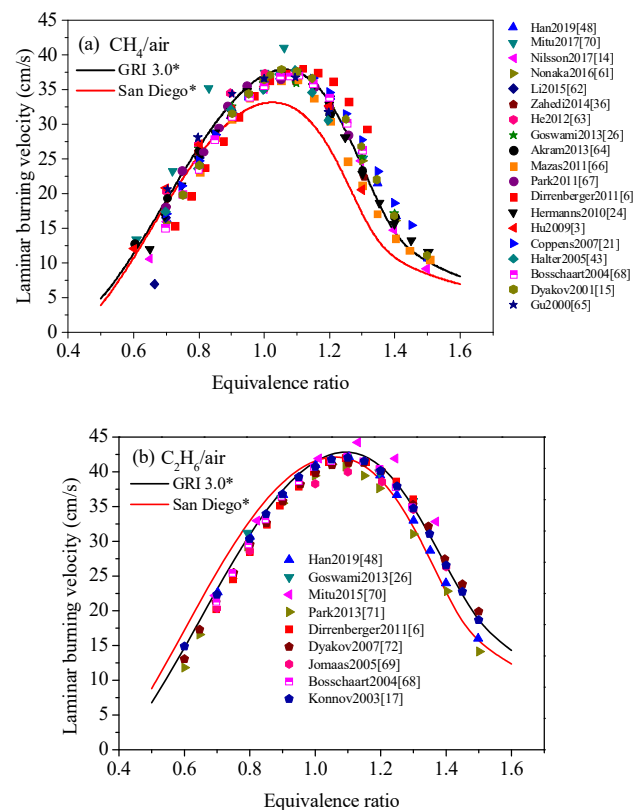 (a) CH4/air
GRI 3.0*
San Diego*
Laminar burning velocity (cm/s)
45
40
35
30
25
20
15
10
5
0
0.4 0.6 0.8 1.0 1.2 1.4 1.6
Equivalence ratio
Han2019[48]
Mitu2017[70]
Nilsson2017[14]
Nonaka2016[61]
Li2015[62]
Zahedi2014[36]
He2012[63]
Goswami2013[26]
Akram2013[64]
Mazas2011[66]
Park2011[67]
Dirrenberger2011[6]
Hermanns2010[24]
Hu2009[3]
Coppens2007[21]
Halter2005[43]
Bosschaart2004[68]
Dyakov2001[15]
Gu2000[65]
(b) C2H6/air
GRI 3.0*
San Diego*
Laminar burning velocity (cm/s)
45
40
35
30
25
20
15
10
5
0
Han2019[48]
Goswami2013[26]
Mitu2015[70]
Park2013[71]
Dirrenberger2011[6]
Dyakov2007[72]
Jomaas2005[69]
Bosschaart2004[68]
Konnov2003[17]
0.4 0.6 0.8 1.0 1.2 1.4 1.6
Equivalence ratio